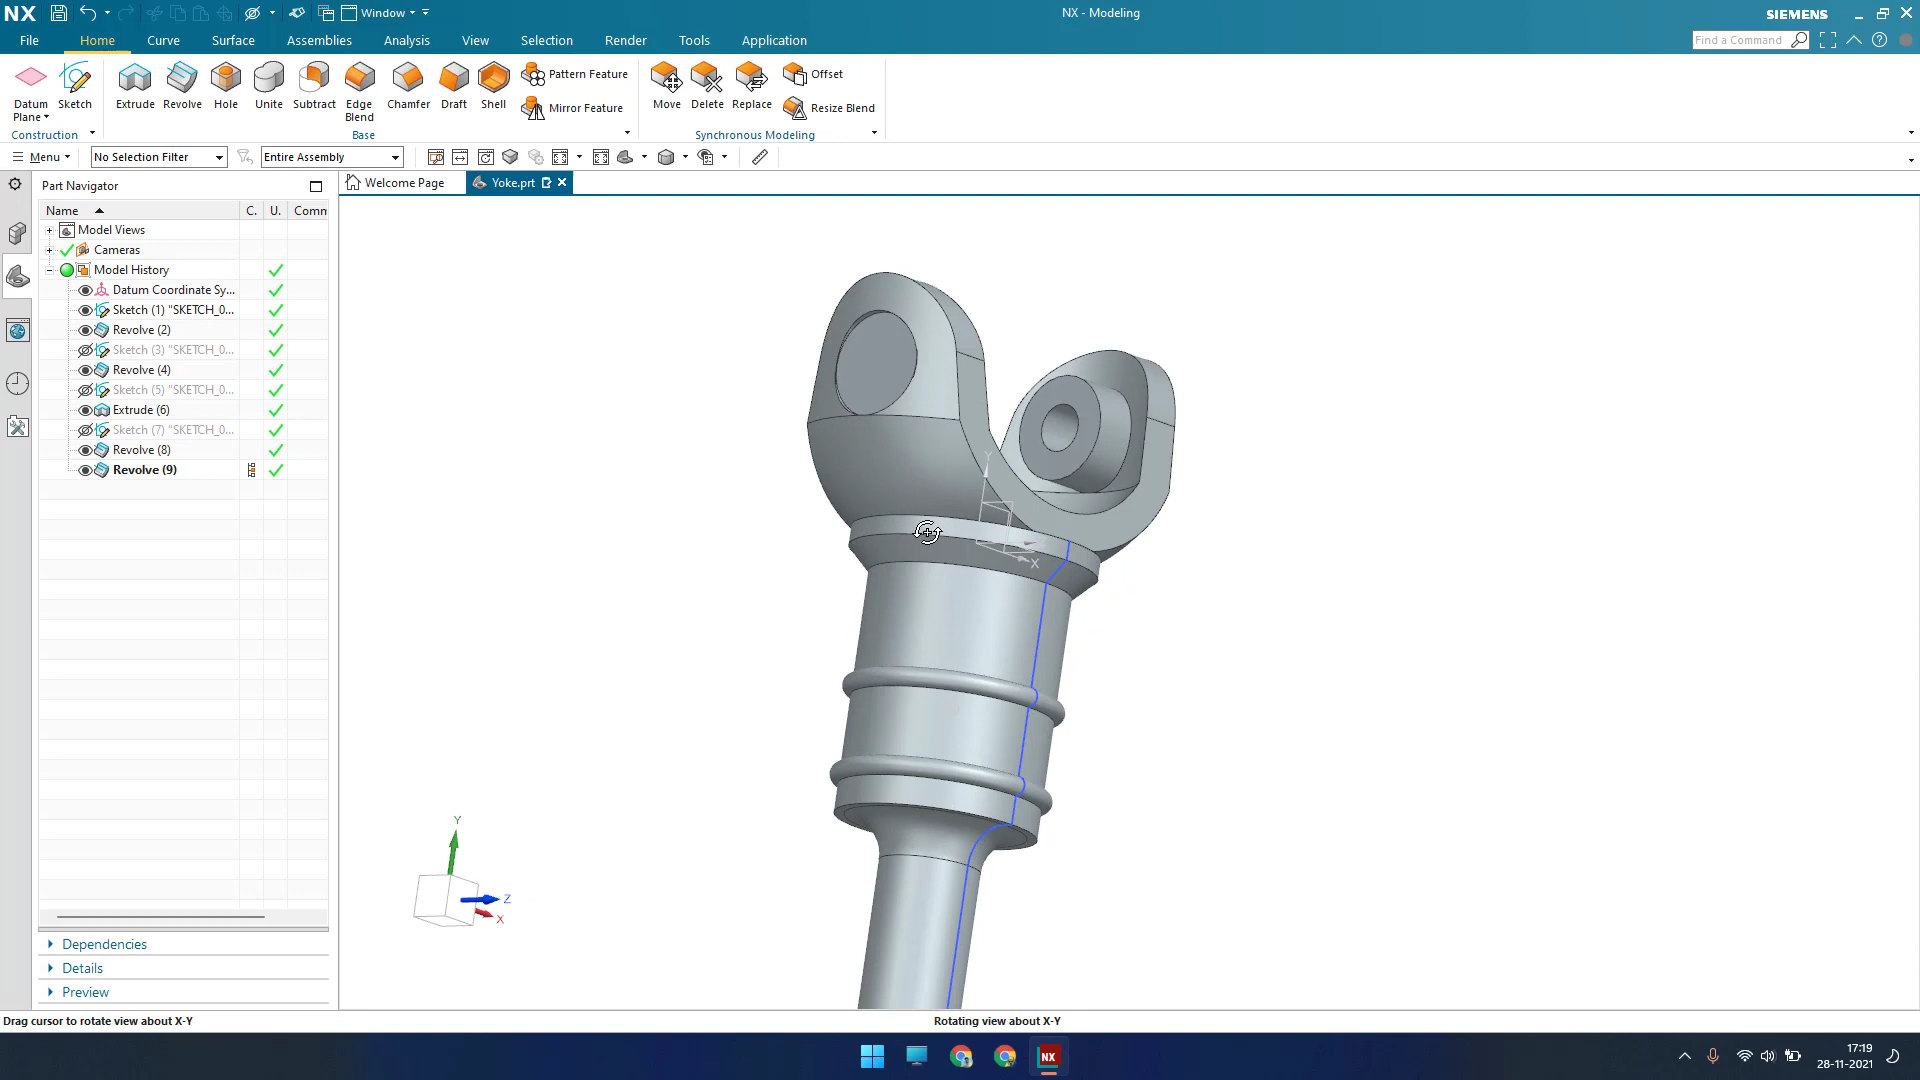 NX
Window
NX - Modeling
SIEMENS
File
Home
Curve
Surface
Assemblies
Analysis
View
Selection
Render
Tools
Application
Find a Command
Datum Plane
Sketch
Extrude
Revolve
Hole
Unite
Subtract
Edge Blend
Chamfer
Draft
Shell
Pattern Feature
Mirror Feature
Move
Delete
Replace
Offset
Resize Blend
Construction
Base
Synchronous Modeling
Menu
No Selection Filter
Entire Assembly
Part Navigator
Welcome Page
Yoke.prt
Name
C.
U.
Comm
Model Views
Cameras
Model History
Datum Coordinate Sy...
Sketch (1) "SKETCH_0...
Revolve (2)
Sketch (3) "SKETCH_0...
Revolve (4)
Sketch (5) "SKETCH_0...
Extrude (6)
Sketch (7) "SKETCH_0...
Revolve (8)
Revolve (9)
Y
X
Y
Z
X
Dependencies
Details
Preview
Drag cursor to rotate view about X-Y
Rotating view about X-Y
NX
17:19
28-11-2021